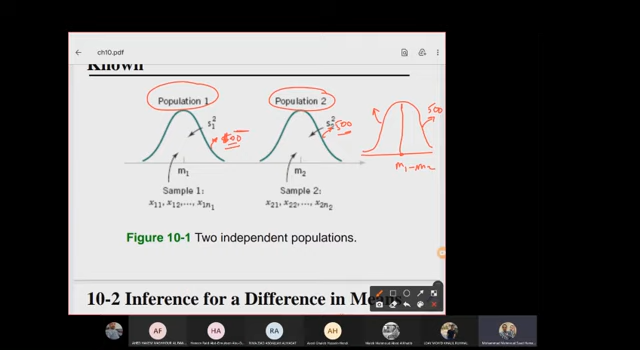 ch10.pdf
Known
Population 1
Population 2
s₁²
500
500
500
m₁
m₂
m₁-m₂
Sample 1:
Sample 2:
x₁₁, x₁₂,..., x₁ₙ₁
x₂₁, x₂₂,..., x₂ₙ₂
Figure 10-1 Two independent populations.
10-2 Inference for a Difference in Means
AF
HA
RA
AH